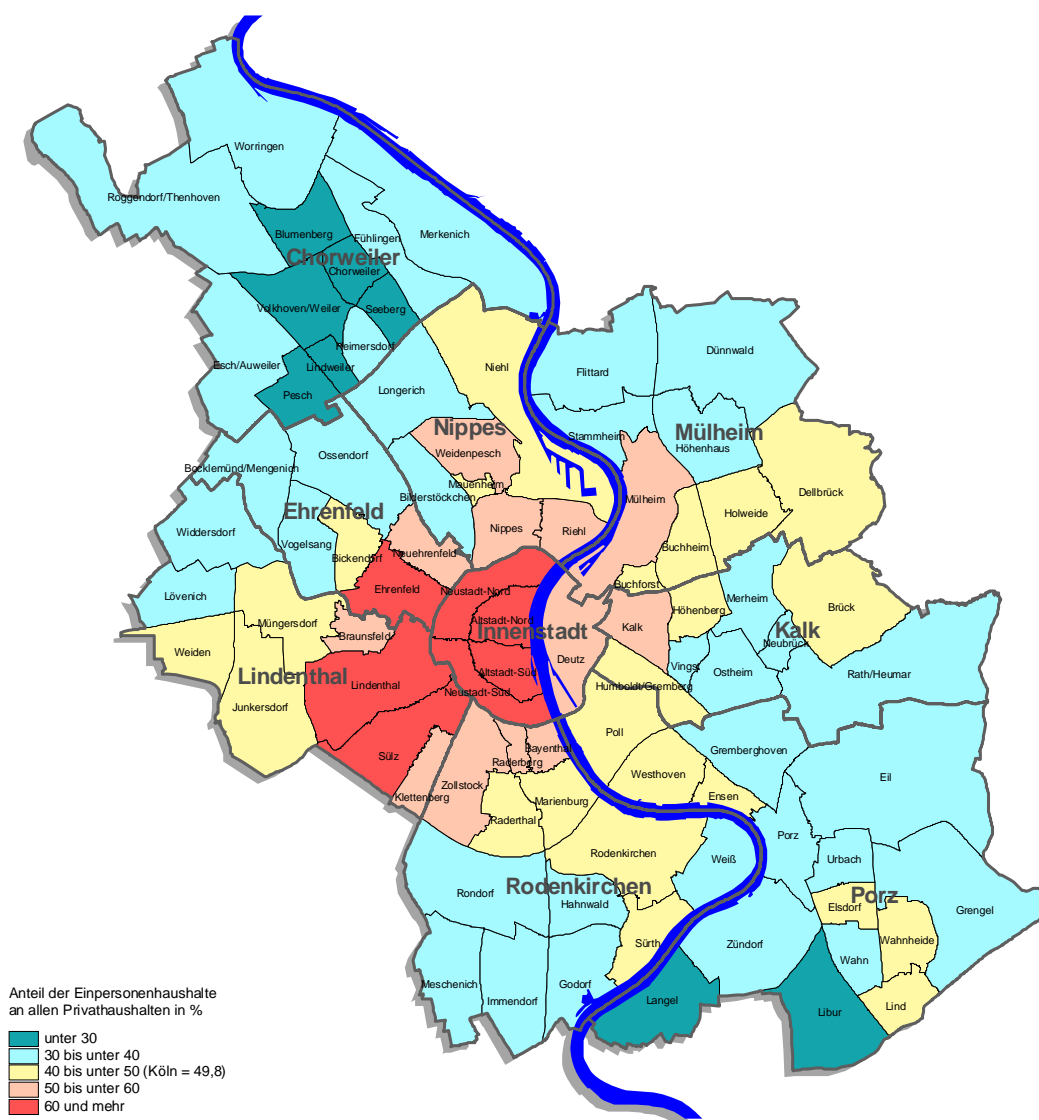 Worringen
Roggendorf/Thenhoven
Blumenberg
Fühlingen
Merkenich
Chorweiler
Chorweiler
Volkhoven/Weiler
Seeberg
Heimersdorf
Esch/Auweiler
Lindweiler
Pesch
Longerich
Niehl
Flittard
Dünnwald
Nippes
Stammheim
Mülheim
Höhenhaus
Weidenpesch
Ossendorf
Bocklemünd/Mengenich
Mauenheim
Bilderstöckchen
Mülheim
Dellbrück
Ehrenfeld
Holweide
Widdersdorf
Vogelsang
Bickendorf
Nippes
Riehl
Buchheim
Neuehrenfeld
Ehrenfeld
Neustadt-Nord
Buchforst
Lövenich
Merheim
Höhenberg
Brück
Müngersdorf
Altstadt-Nord
Innenstadt
Kalk
Kalk
Braunsfeld
Neubrück
Weiden
Deutz
Vingst
Ostheim
Rath/Heumar
Lindenthal
Lindenthal
Altstadt-Süd
Neustadt-Süd
Humboldt/Gremberg
Junkersdorf
Poll
Sülz
Bayenthal
Raderberg
Gremberghoven
Eil
Westhoven
Klettenberg
Zollstock
Marienburg
Ensen
Raderthal
Porz
Rodenkirchen
Weiß
Urbach
Rondorf
Rodenkirchen
Hahnwald
Porz
Elsdorf
Grengel
Sürth
Zündorf
Wahnheide
Wahn
Meschenich
Immendorf
Godorf
Langel
Libur
Lind
Anteil der Einpersonenhaushalte
an allen Privathaushalten in %
unter 30
30 bis unter 40
40 bis unter 50 (Köln = 49,8)
50 bis unter 60
60 und mehr